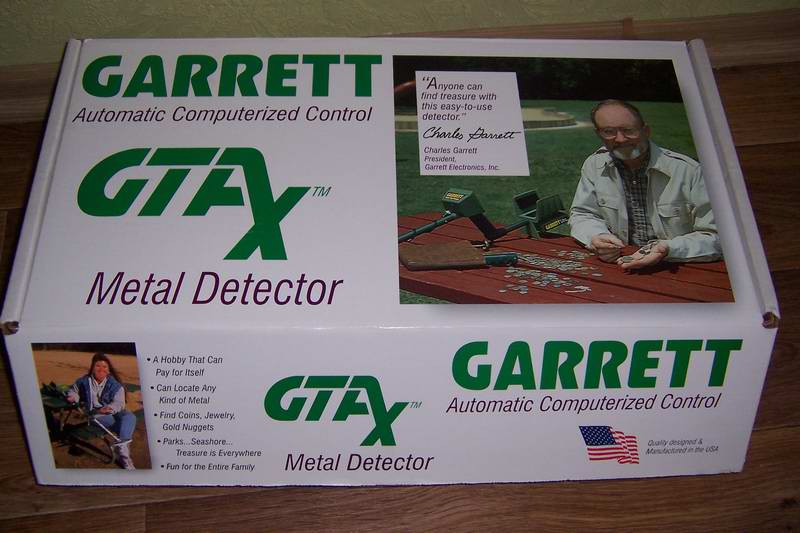 GARRETT
Automatic Computerized Control
GTAX™
Metal Detector
"Anyone can
find treasure with
this easy-to-use
detector."
Charles Garrett
Charles Garrett
President,
Garrett Electronics, Inc.
• A Hobby That Can
Pay for Itself
• Can Locate Any
Kind of Metal
• Find Coins, Jewelry,
Gold Nuggets
• Parks...Seashore...
Treasure is Everywhere
• Fun for the Entire Family
GTAX™
Metal Detector
GARRETT
Automatic Computerized Control
Quality designed &
Manufactured in the USA